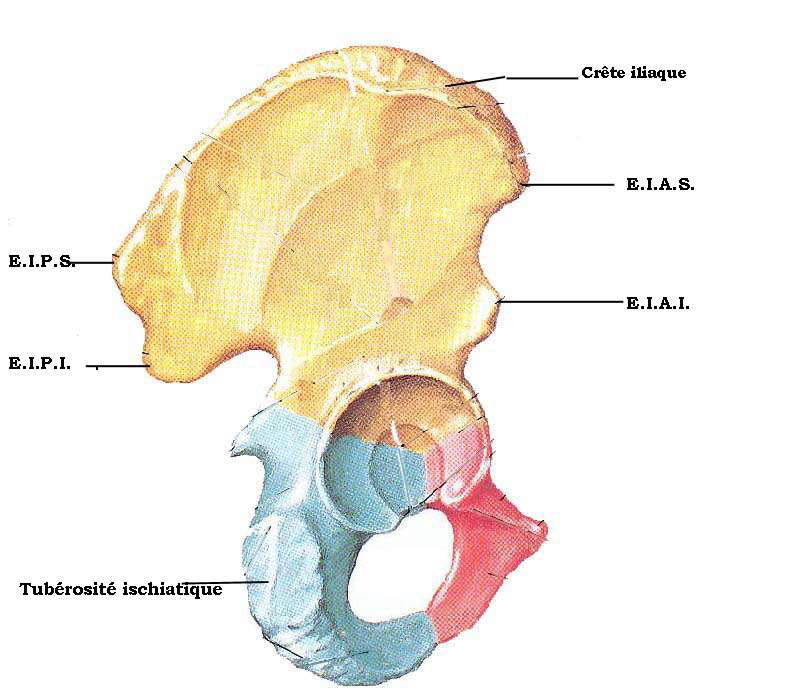 Crête iliaque
E.I.A.S.
E.I.P.S.
E.I.A.I.
E.I.P.I.
Tubérosité ischiatique